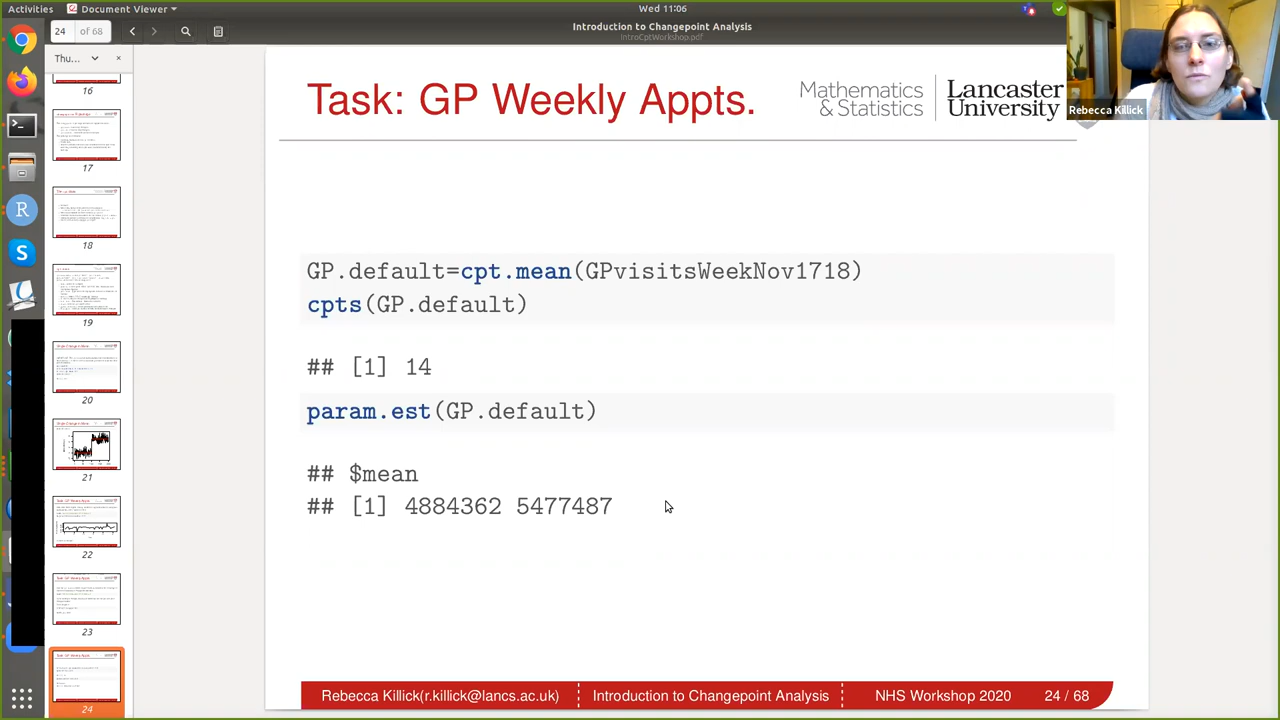 Activities
Document Viewer
Wed 11:06
24
of 68
Introduction to Changepoint Analysis
IntroCptWorkshop.pdf
Thu...
16
17
18
19
20
21
22
23
24
Task: GP Weekly Appts.
Mathematics
& Statistics
Lancaster
University
Rebecca Killick
GP.default=cpt.mean(GPvisitsWeekNov1718)
cpts(GP.default)
## [1] 14
param.est(GP.default)
## $mean
## [1] 4884362 5477487
Rebecca Killick(r.killick@lancs.ac.uk)
Introduction to Changepoint Analysis
NHS Workshop 2020
24 / 68